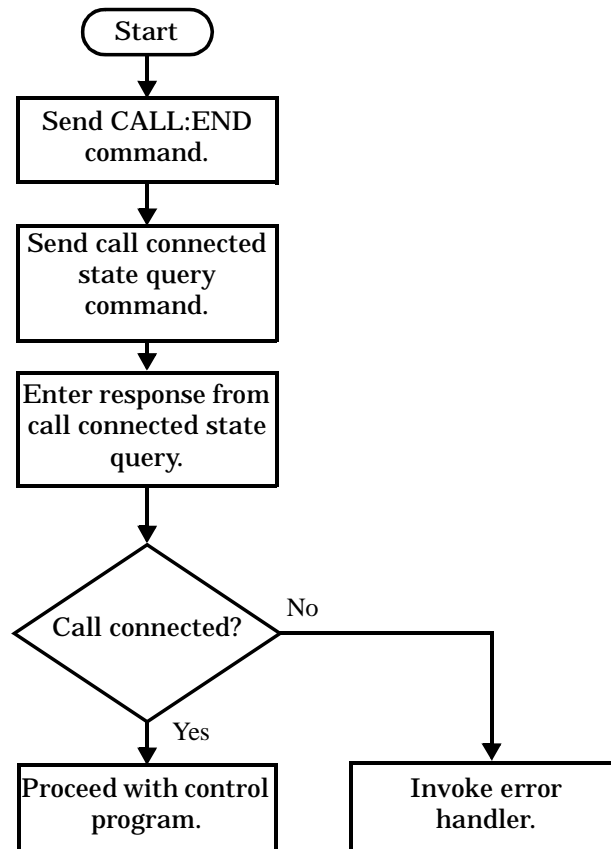 Start
Send CALL:END
command.
Send call connected
state query
command.
Enter response from
call connected state
query.
Call connected?
No
Yes
Proceed with control
program.
Invoke error
handler.